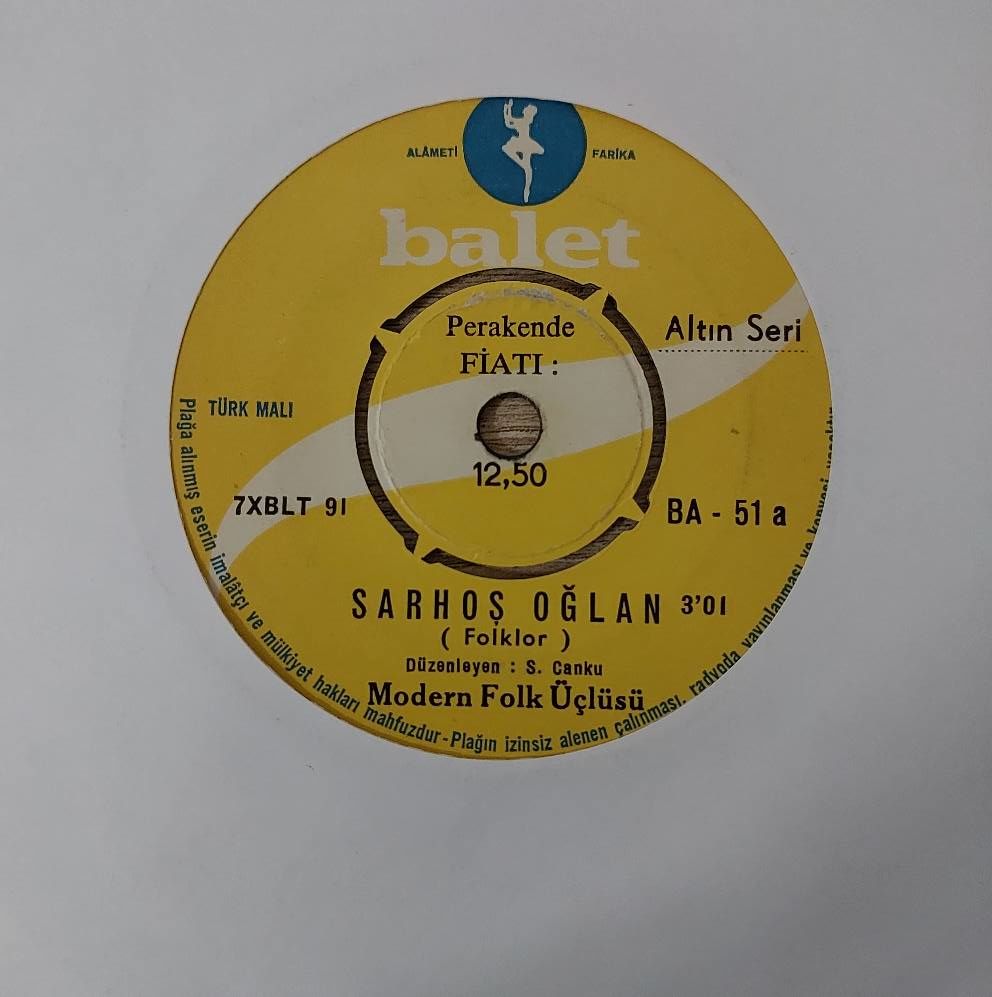 ALÂMETİ FARİKA
balet
Perakende
FİATI :
Altın Seri
TÜRK MALI
12,50
7XBLT 91
BA - 51 a
SARHOŞ OĞLAN 3'01
( Folklor )
Düzenleyen : S. Canku
Modern Folk Üçlüsü
Plağa alınmış eserin imalâtçı ve mülkiyet hakları mahfuzdur-Plağın izinsiz alenen çalınması, radyoda yayınlanması ve kopyesi yasaktır